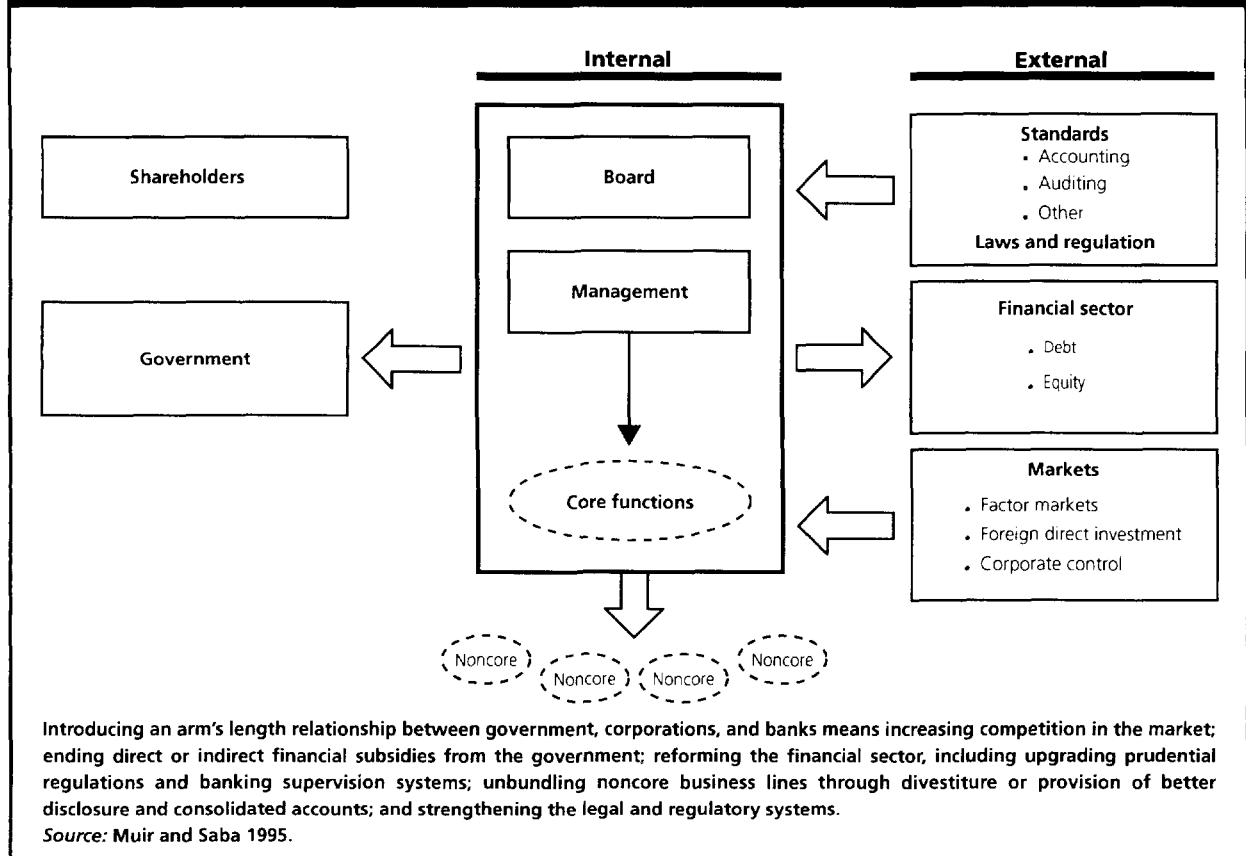 Internal
External
Shareholders
Government
Board
Management
Core functions
Standards
• Accounting
• Auditing
• Other
Laws and regulation
Financial sector
• Debt
• Equity
Markets
• Factor markets
• Foreign direct investment
• Corporate control
Noncore
Noncore
Noncore
Noncore
Introducing an arm's length relationship between government, corporations, and banks means increasing competition in the market;
ending direct or indirect financial subsidies from the government; reforming the financial sector, including upgrading prudential
regulations and banking supervision systems; unbundling noncore business lines through divestiture or provision of better
disclosure and consolidated accounts; and strengthening the legal and regulatory systems.
Source: Muir and Saba 1995.